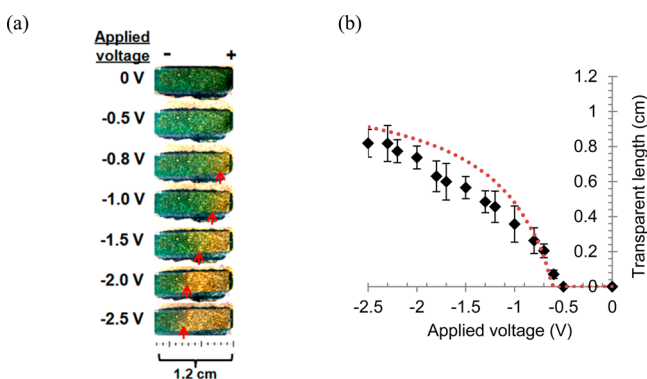 (a)
Applied
voltage
- +
0 V
-0.5 V
-0.8 V
-1.0 V
-1.5 V
-2.0 V
-2.5 V
1.2 cm
(b)
1.2
1
0.8
0.6
0.4
0.2
0
Transparent length (cm)
-2.5 -2 -1.5 -1 -0.5 0
Applied voltage (V)